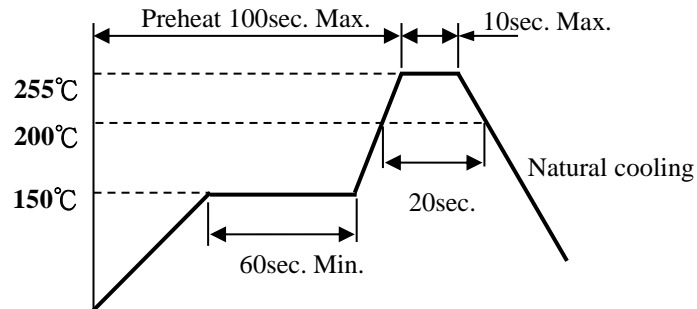 Preheat 100sec. Max.
10sec. Max.
255℃
200℃
Natural cooling
150℃
20sec.
60sec. Min.